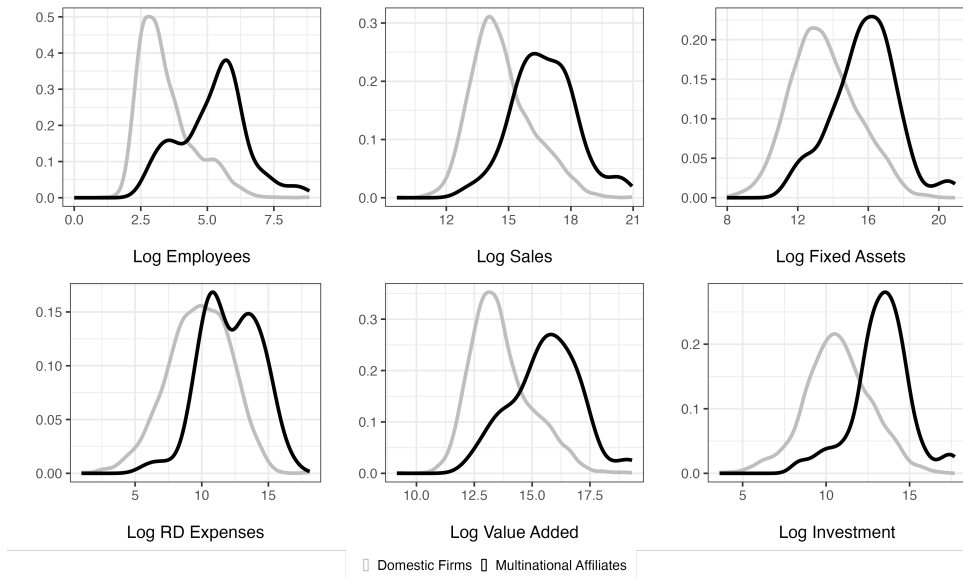 0.5
0.4
0.3
0.2
0.1
0.0
0.0 2.5 5.0 7.5
Log Employees
0.3
0.2
0.1
0.0
12 15 18 21
Log Sales
0.20
0.15
0.10
0.05
0.00
8 12 16 20
Log Fixed Assets
0.15
0.10
0.05
0.00
5 10 15
Log RD Expenses
0.3
0.2
0.1
0.0
10.0 12.5 15.0 17.5
Log Value Added
0.2
0.1
0.0
5 10 15
Log Investment
Domestic Firms Multinational Affiliates